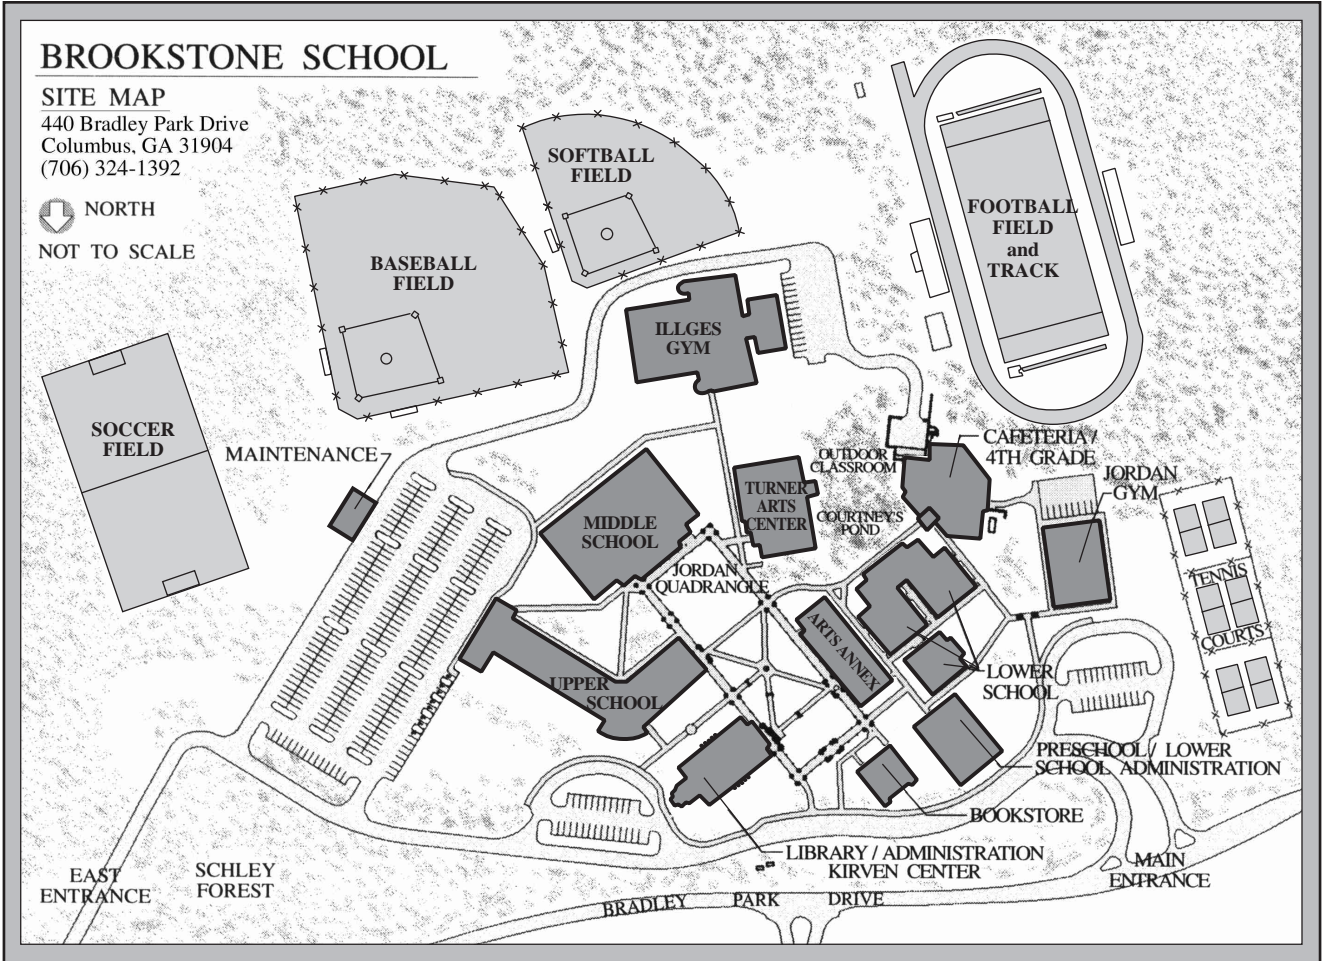 BROOKSTONE SCHOOL
SITE MAP
440 Bradley Park Drive
Columbus, GA 31904
(706) 324-1392
NORTH
NOT TO SCALE
SOFTBALL
FIELD
BASEBALL
FIELD
FOOTBALL
FIELD
and
TRACK
ILLGES
GYM
SOCCER
FIELD
MAINTENANCE
CAFETERIA /
4TH GRADE
OUTDOOR
CLASSROOM
JORDAN
GYM
TURNER
ARTS
CENTER
COURTNEY'S
POND
MIDDLE
SCHOOL
JORDAN
QUADRANGLE
TENNIS
COURTS
ARTS ANNEX
LOWER
SCHOOL
UPPER
SCHOOL
PRESCHOOL / LOWER
SCHOOL ADMINISTRATION
BOOKSTORE
LIBRARY / ADMINISTRATION
KIRVEN CENTER
MAIN
ENTRANCE
EAST
ENTRANCE
SCHLEY
FOREST
BRADLEY PARK DRIVE